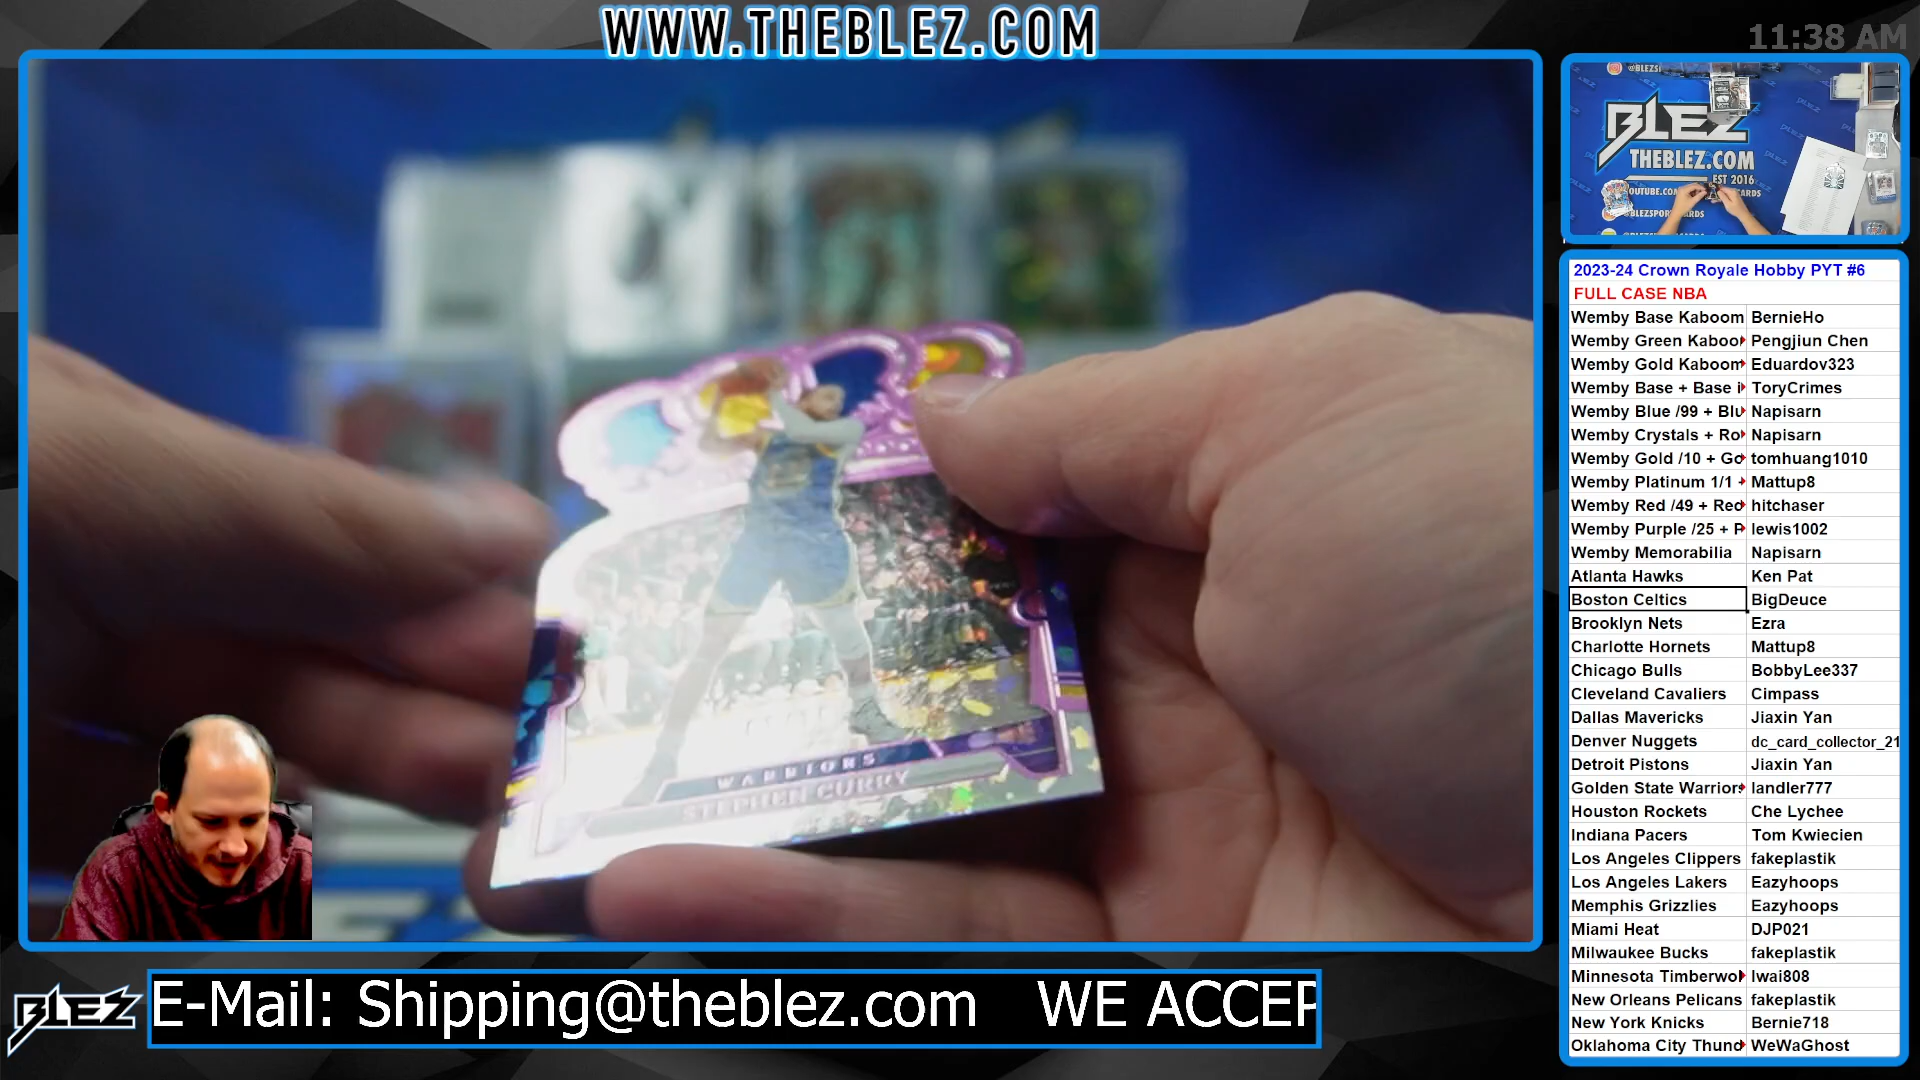 WWW.THEBLEZ.COM
11:38 AM
WARRIORS
STEPHEN CURRY
BLEZ
THEBLEZ.COM
EST 2016
2023-24 Crown Royale Hobby PYT #6
FULL CASE NBA
Wemby Base Kaboom BernieHo
Wemby Green Kaboo Pengjiun Chen
Wemby Gold Kaboom Eduardov323
Wemby Base + Base i ToryCrimes
Wemby Blue /99 + Blu Napisarn
Wemby Crystals + Ro Napisarn
Wemby Gold /10 + Go tomhuang1010
Wemby Platinum 1/1 + Mattup8
Wemby Red /49 + Red hitchaser
Wemby Purple /25 + P lewis1002
Wemby Memorabilia Napisarn
Atlanta Hawks Ken Pat
Boston Celtics BigDeuce
Brooklyn Nets Ezra
Charlotte Hornets Mattup8
Chicago Bulls BobbyLee337
Cleveland Cavaliers Cimpass
Dallas Mavericks Jiaxin Yan
Denver Nuggets dc_card_collector_21
Detroit Pistons Jiaxin Yan
Golden State Warriors landler777
Houston Rockets Che Lychee
Indiana Pacers Tom Kwiecien
Los Angeles Clippers fakeplastik
Los Angeles Lakers Eazyhoops
Memphis Grizzlies Eazyhoops
Miami Heat DJP021
Milwaukee Bucks fakeplastik
Minnesota Timberwol lwai808
New Orleans Pelicans fakeplastik
New York Knicks Bernie718
Oklahoma City Thund WeWaGhost
BLEZ
E-Mail: Shipping@theblez.com WE ACCEP